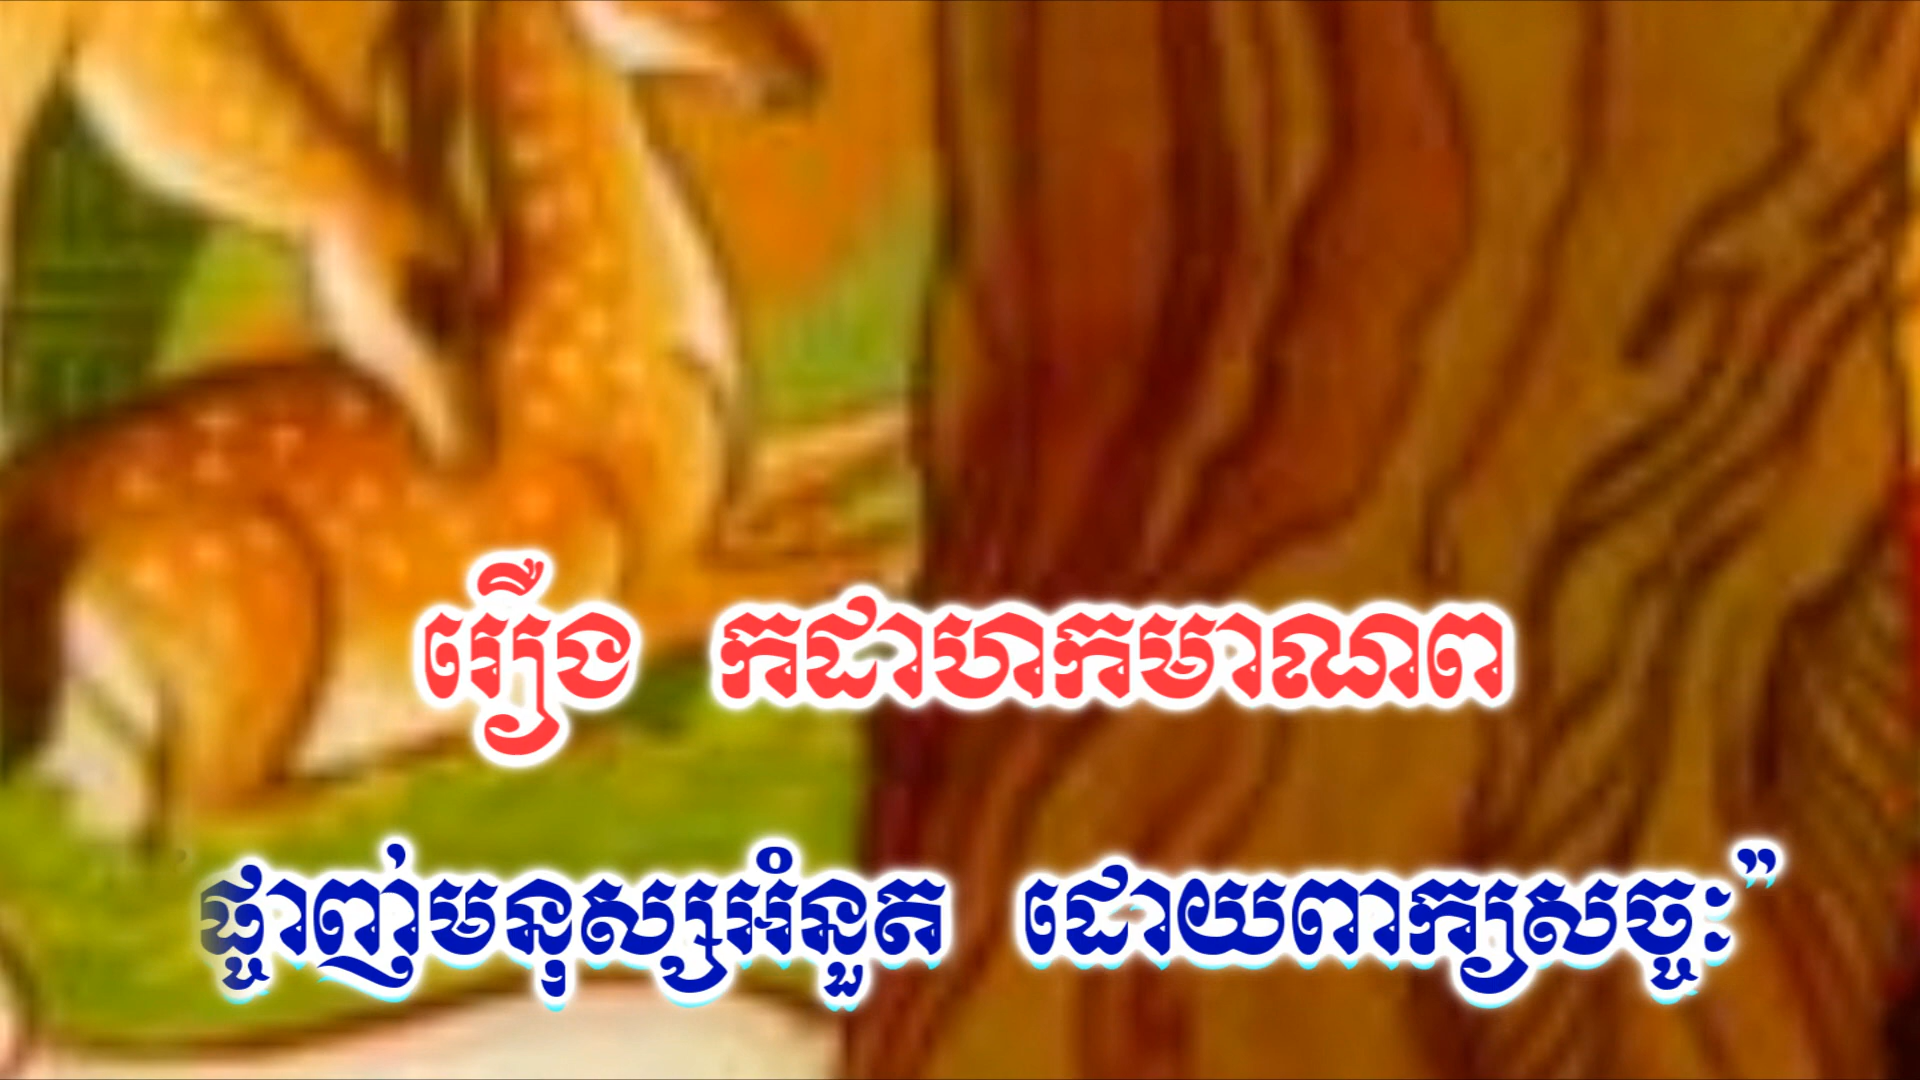 រឿង កដាហកមាណព
ផ្ចាញ់មនុស្សអំនួត ដោយពាក្យសច្ចៈ"